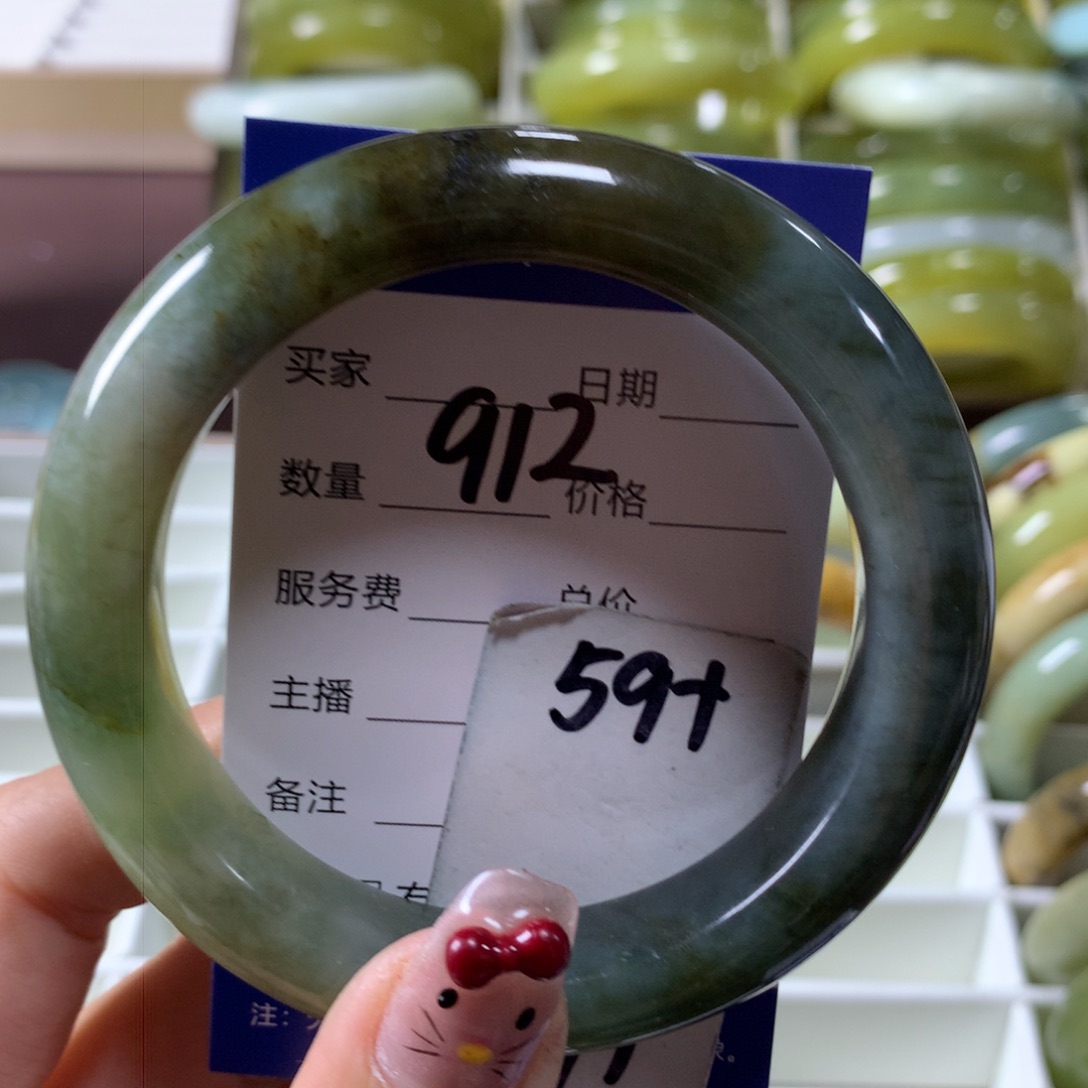 买家 日期
912
数量 价格
服务费 总价
59+
主播
备注
注: